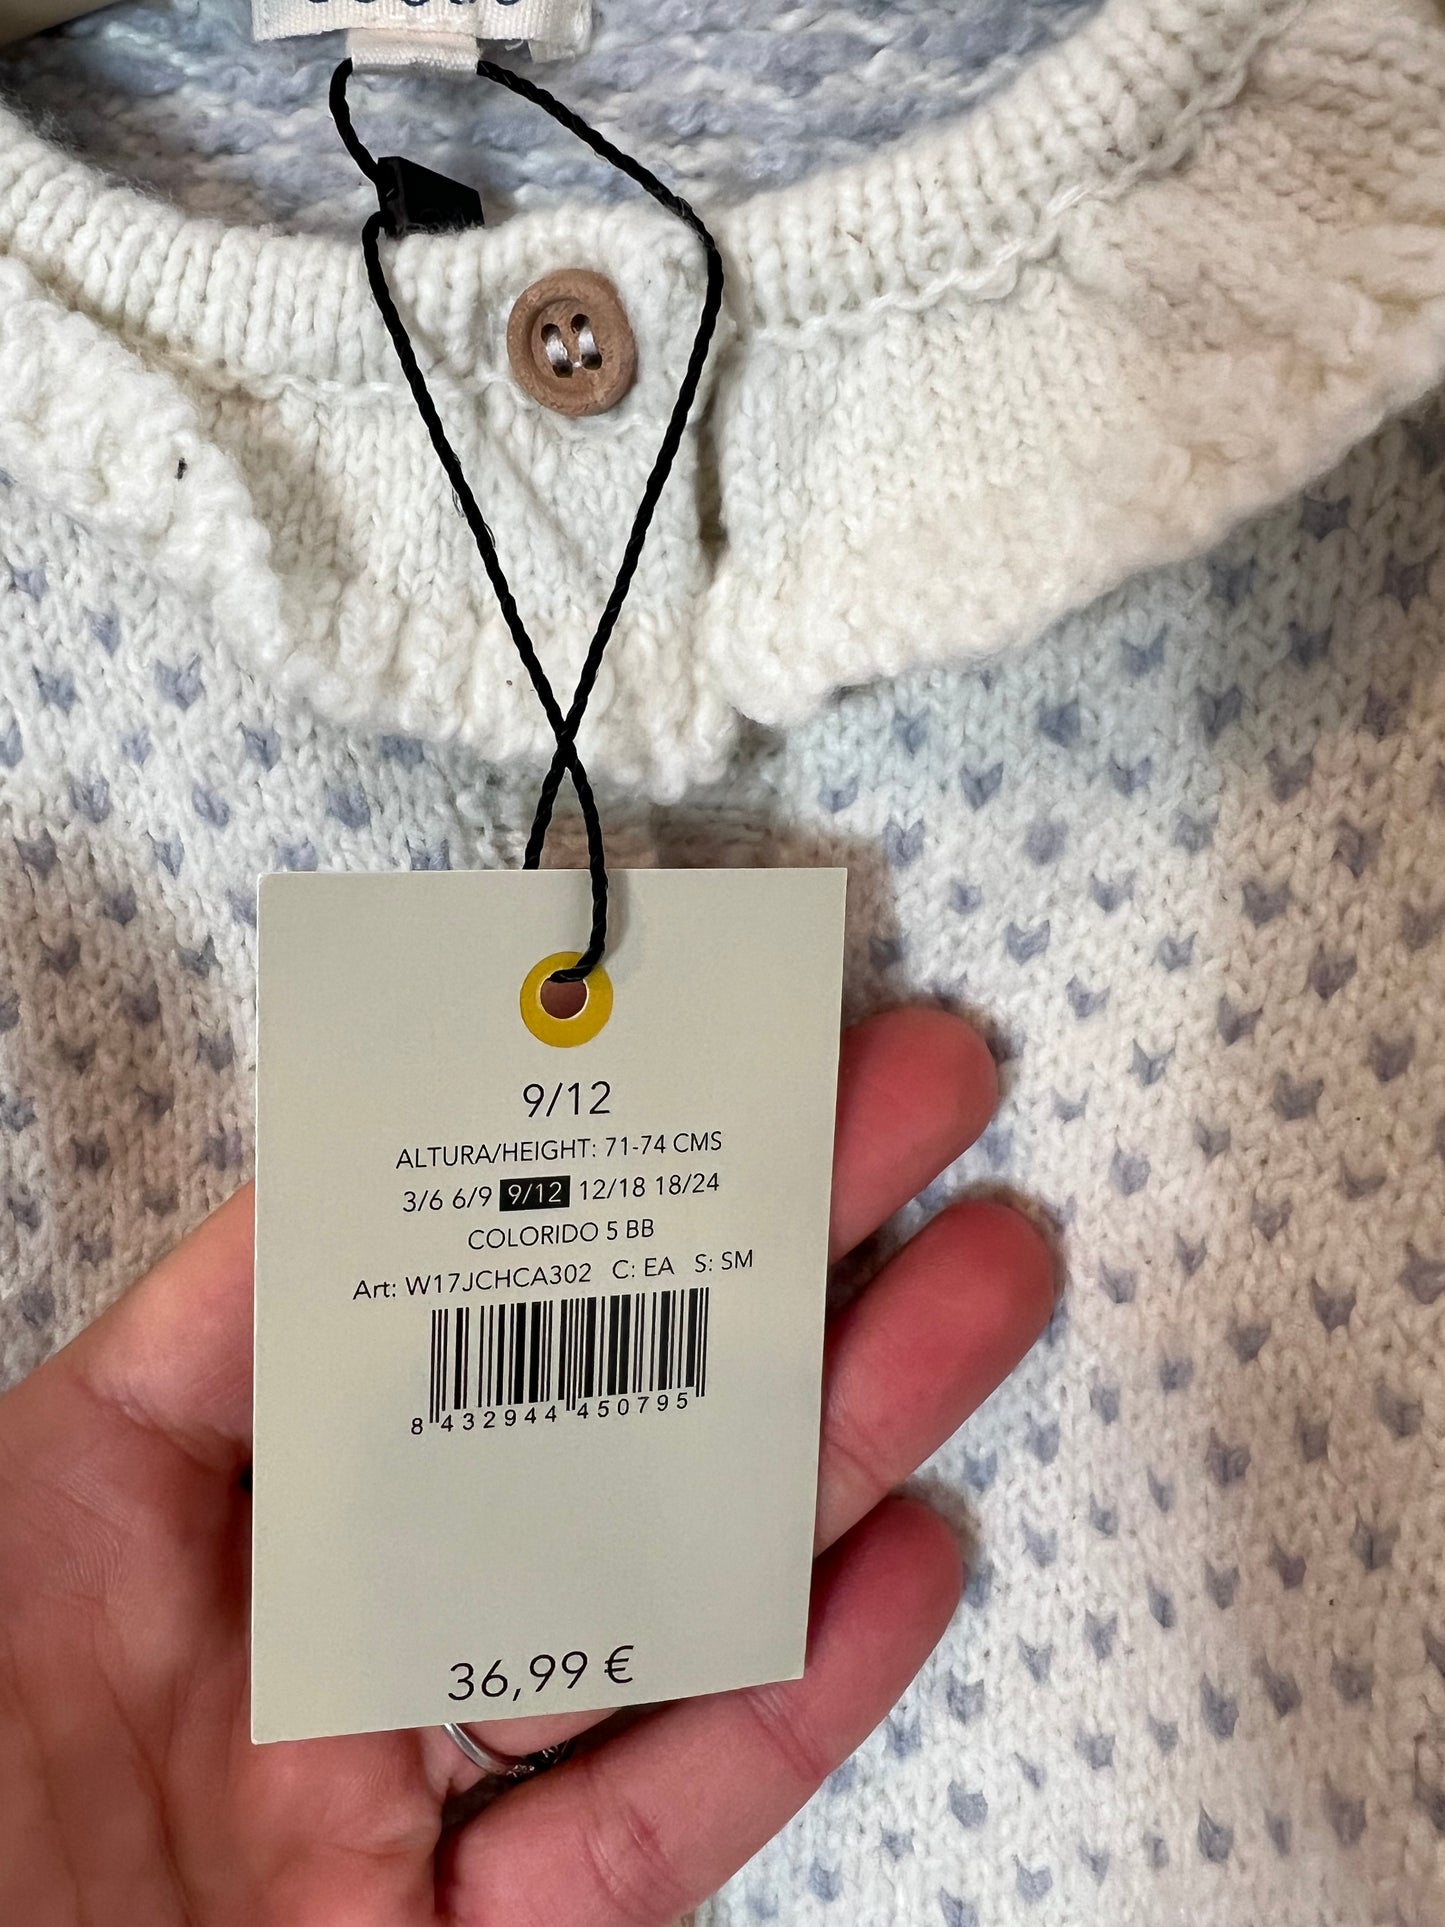 9/12
ALTURA/HEIGHT: 71-74 CMS
3/6 6/9 9/12 12/18 18/24
COLORIDO 5 BB
Art: W17JCHCA302 C: EA S: SM
8 432944 450795
36,99 €